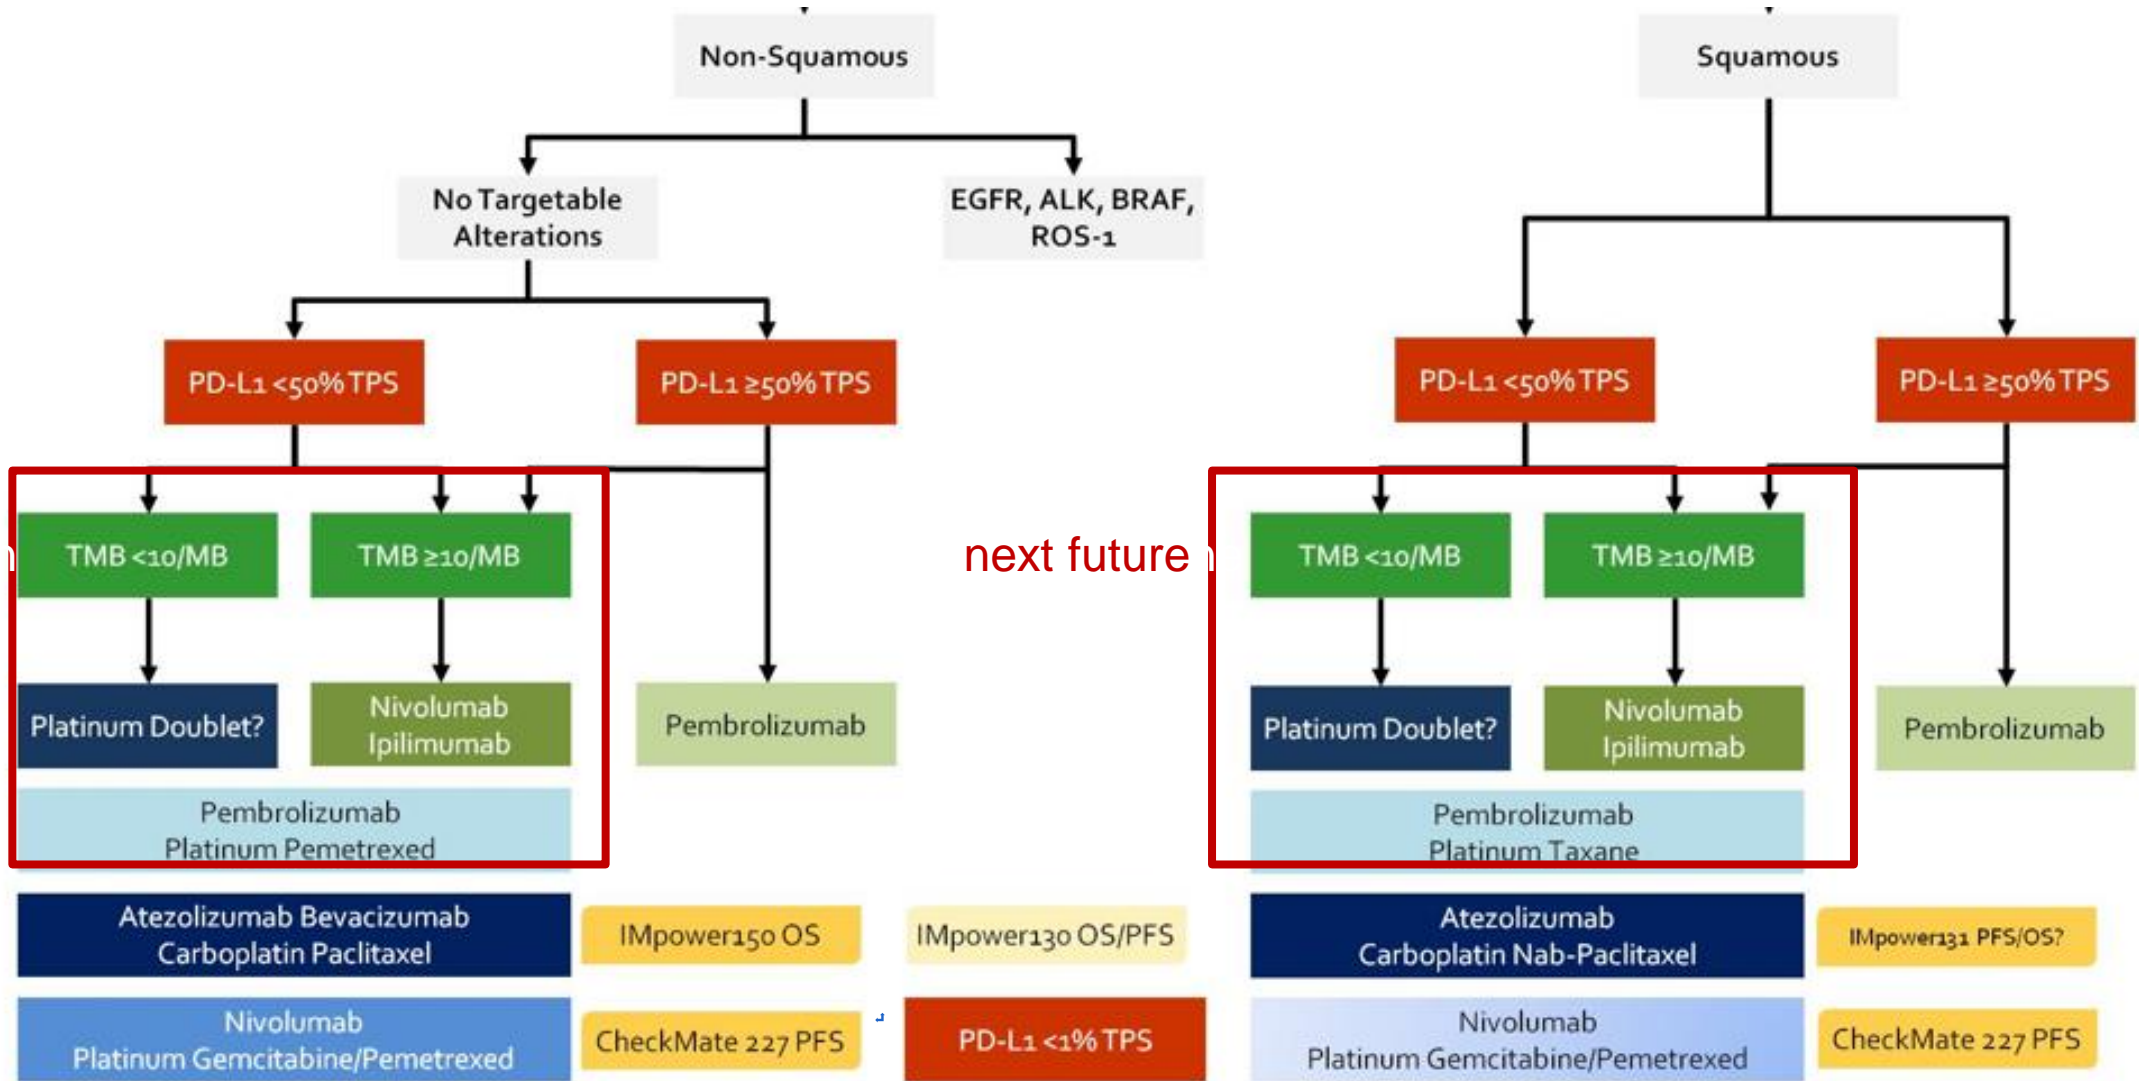 Non-Squamous
Squamous
No Targetable
Alterations
EGFR, ALK, BRAF,
ROS-1
PD-L1 <50% TPS
PD-L1 ≥50% TPS
PD-L1 <50% TPS
PD-L1 ≥50% TPS
TMB <10/MB
TMB ≥10/MB
next future
TMB <10/MB
TMB ≥10/MB
Platinum Doublet?
Nivolumab
Ipilimumab
Pembrolizumab
Platinum Doublet?
Nivolumab
Ipilimumab
Pembrolizumab
Pembrolizumab
Platinum Pemetrexed
Pembrolizumab
Platinum Taxane
Atezolizumab Bevacizumab
Carboplatin Paclitaxel
IMpower150 OS
IMpower130 OS/PFS
Atezolizumab
Carboplatin Nab-Paclitaxel
IMpower131 PFS/OS?
Nivolumab
Platinum Gemcitabine/Pemetrexed
CheckMate 227 PFS
PD-L1 <1% TPS
Nivolumab
Platinum Gemcitabine/Pemetrexed
CheckMate 227 PFS